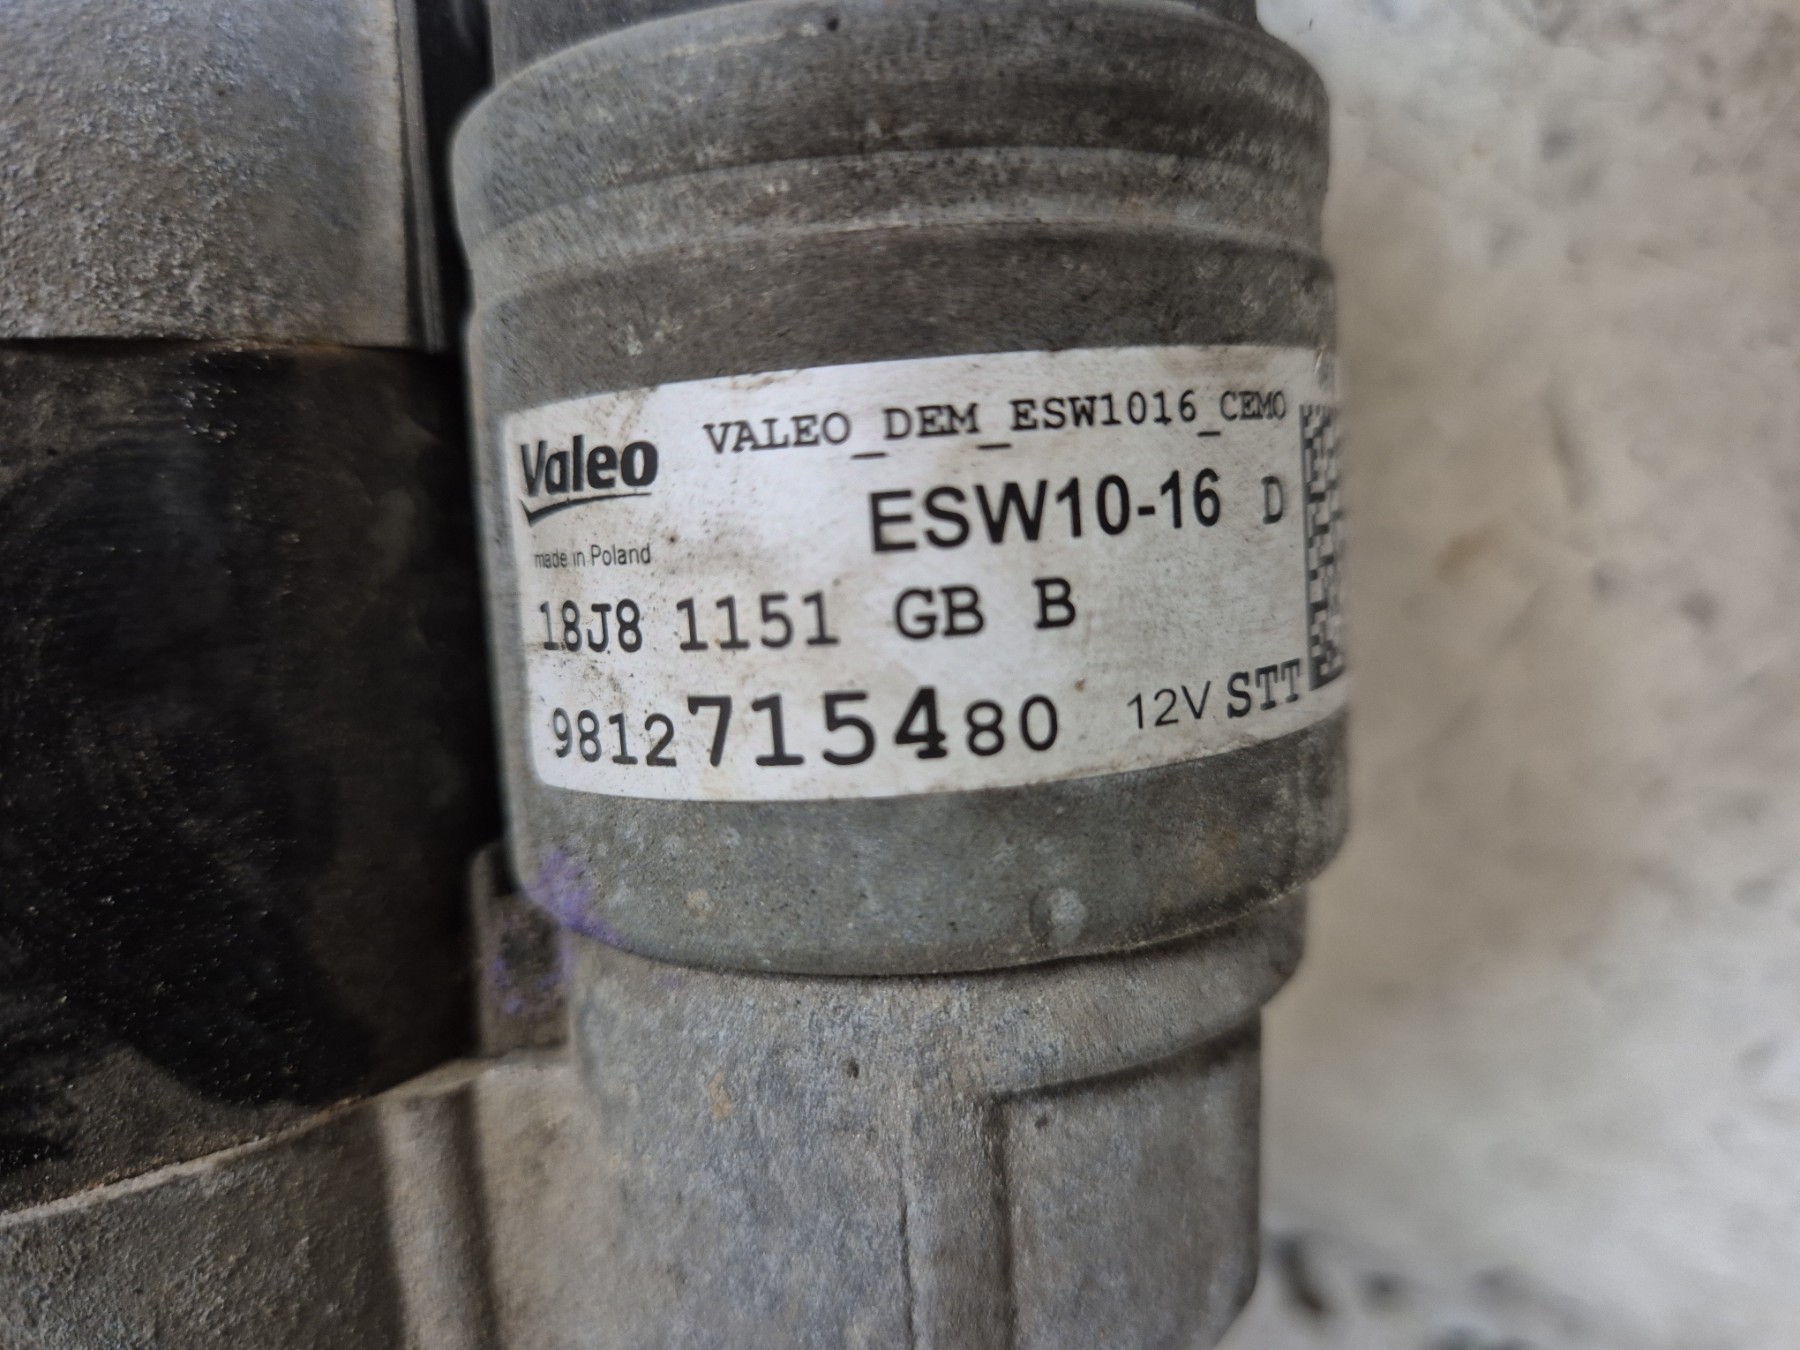 Valeo
VALEO_DEM_ESW1016_CEMO
ESW10-16 D
made in Poland
18J8 1151 GB B
9812715480 12V STT